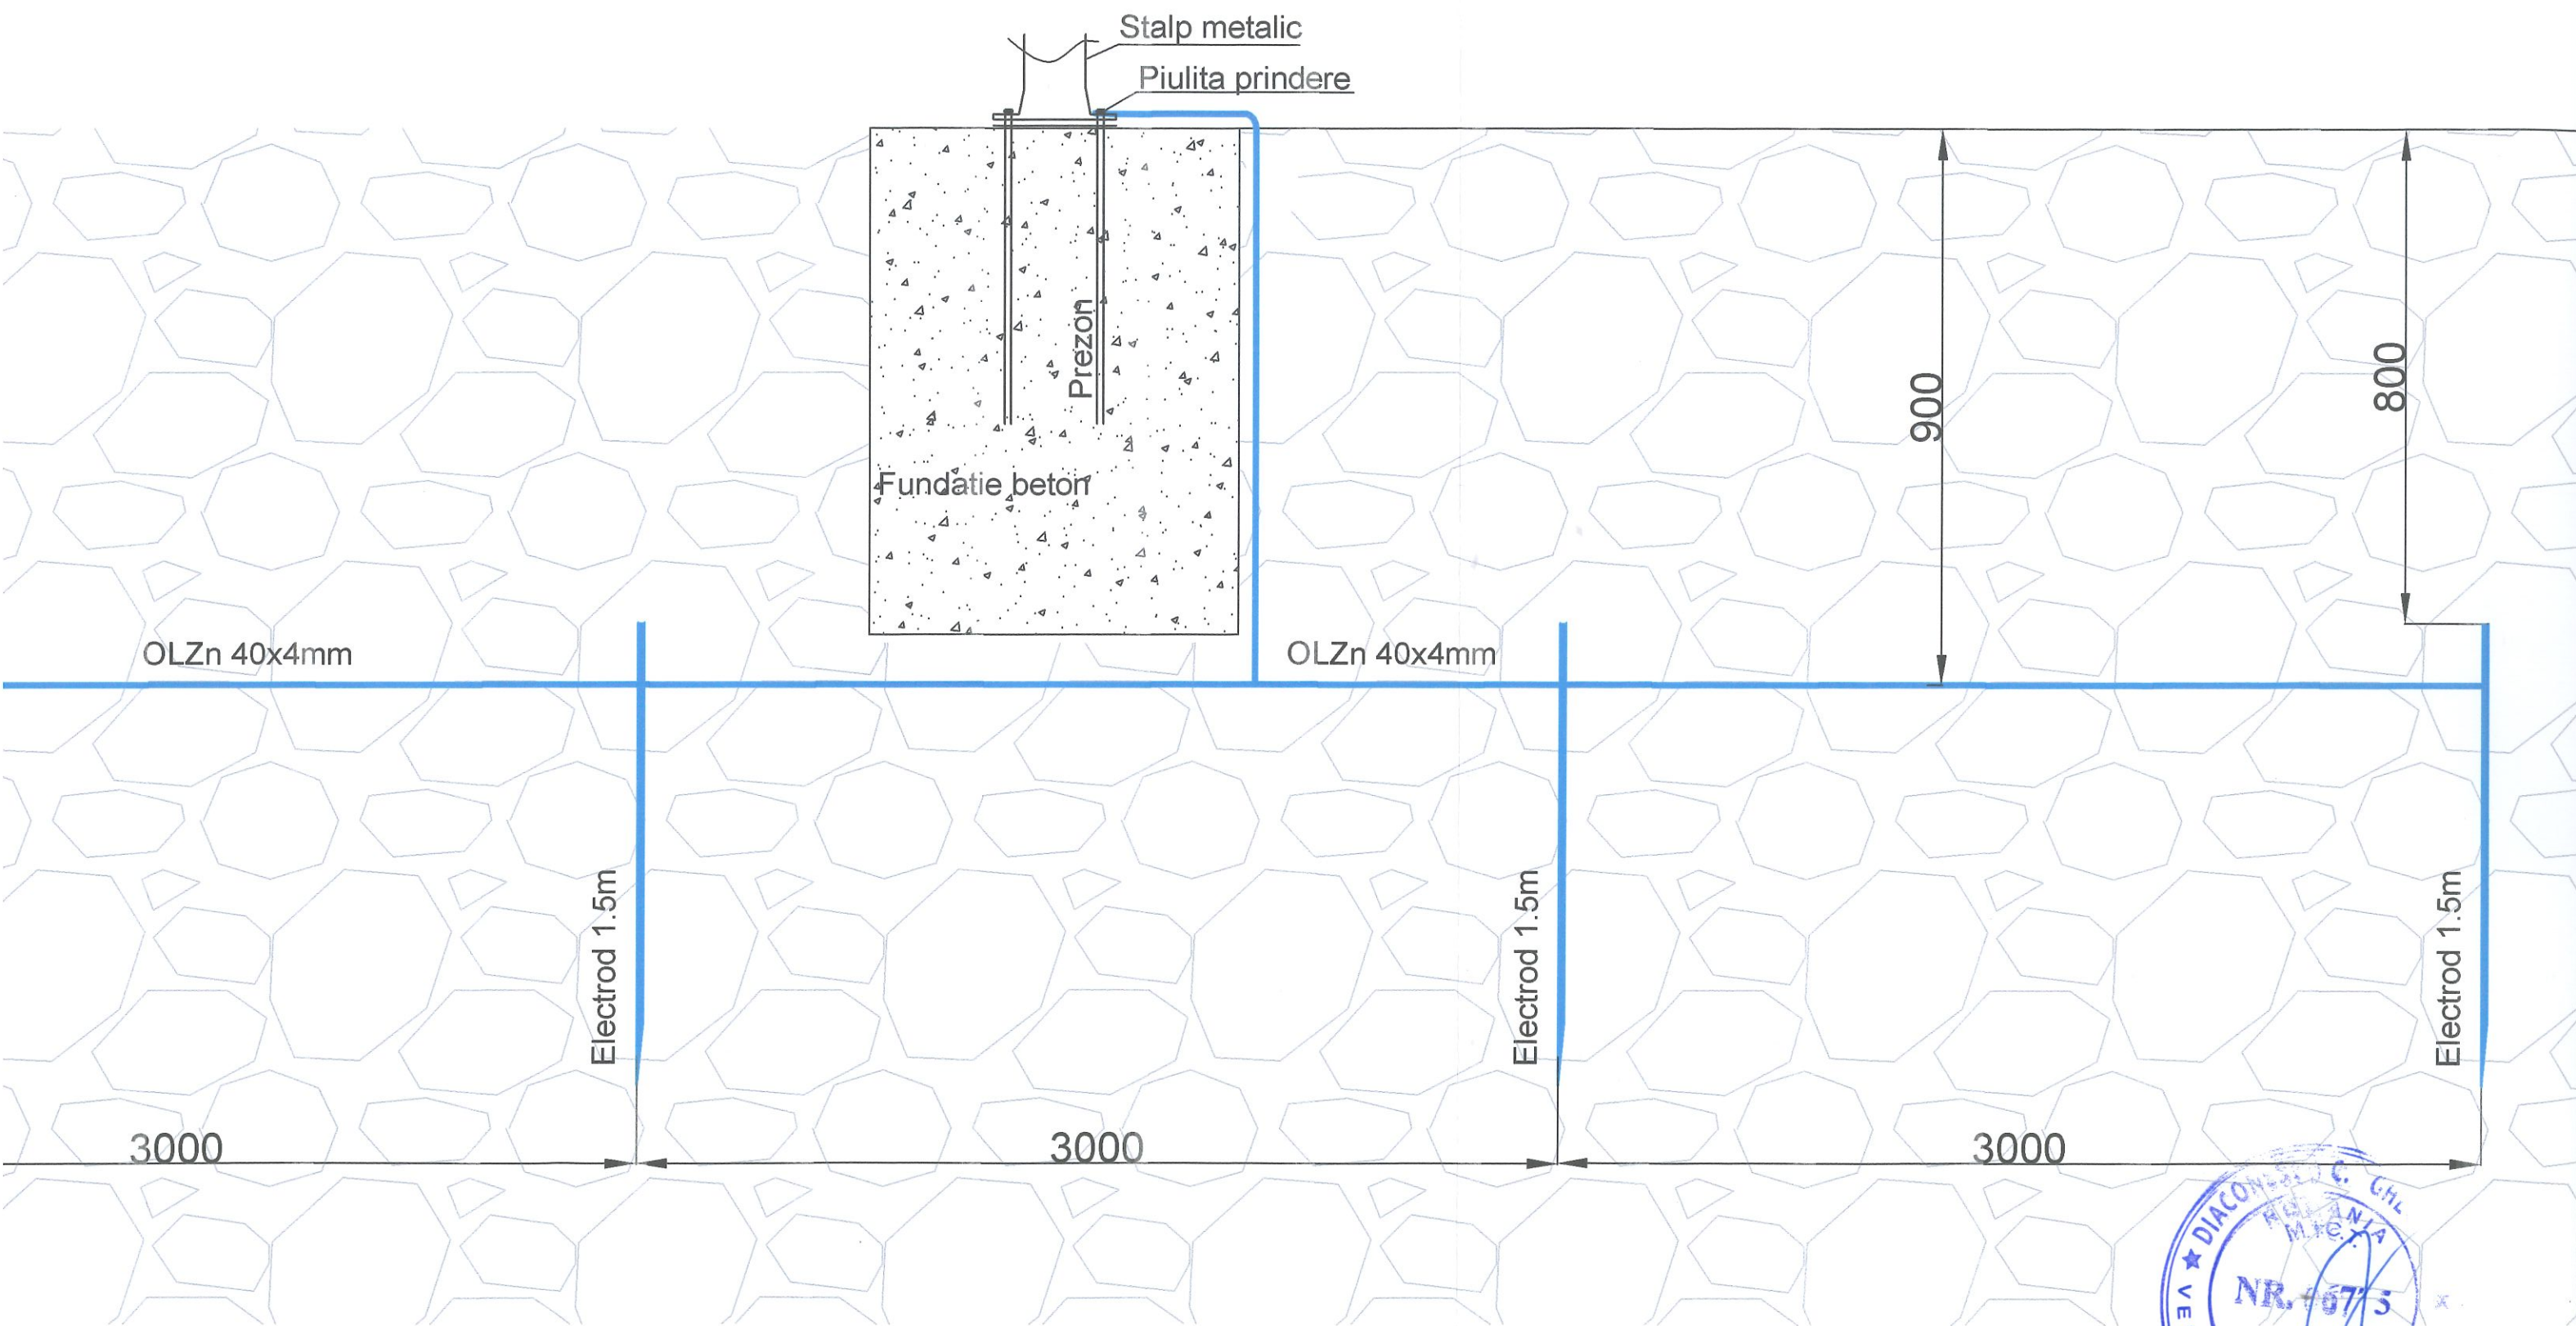 Stalp metalic
Piulita prindere
Prezon
900
800
Fundatie beton
OLZn 40x4mm
OLZn 40x4mm
Electrod 1.5m
Electrod 1.5m
Electrod 1.5m
3000
3000
3000
C.
M.I.C.T.
NR.
VE